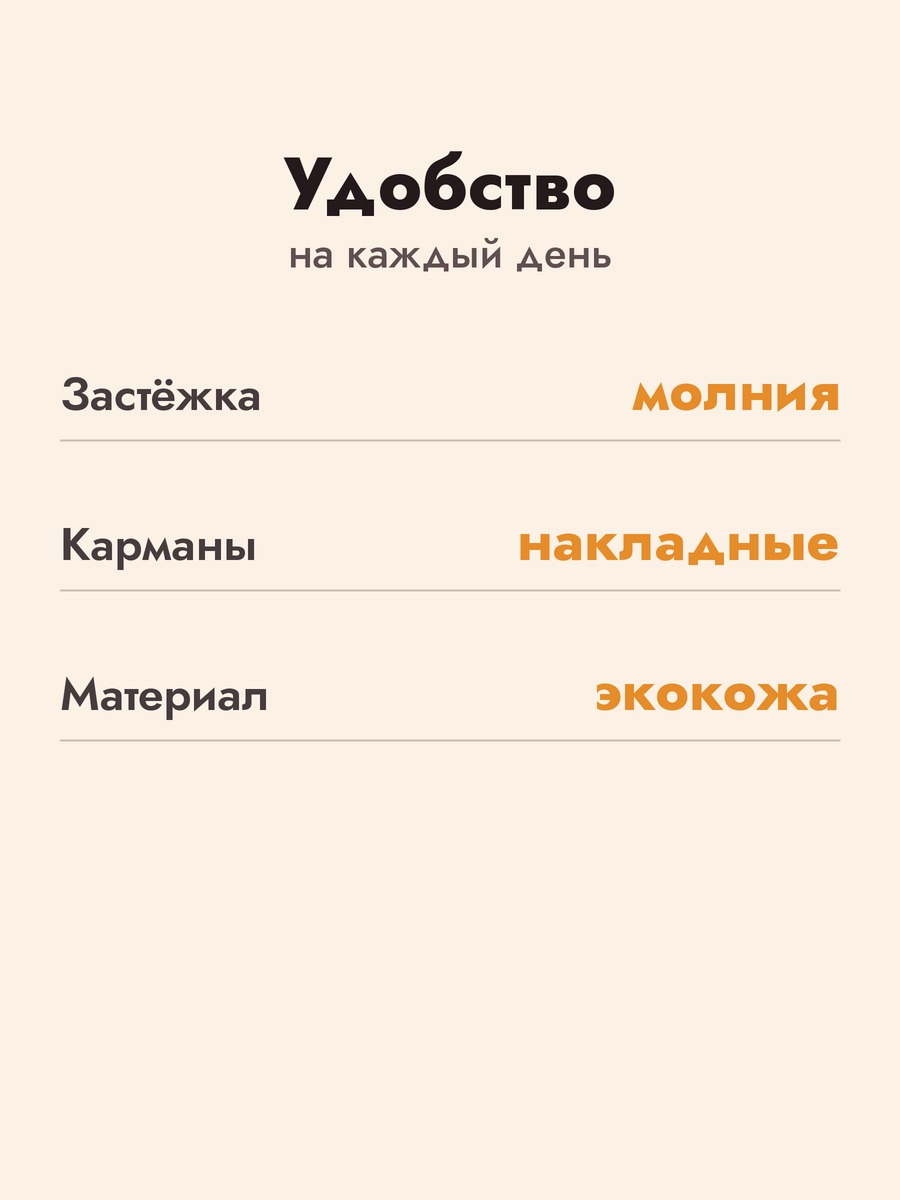 Удобство
на каждый день
Застёжка молния
Карманы накладные
Материал экокожа